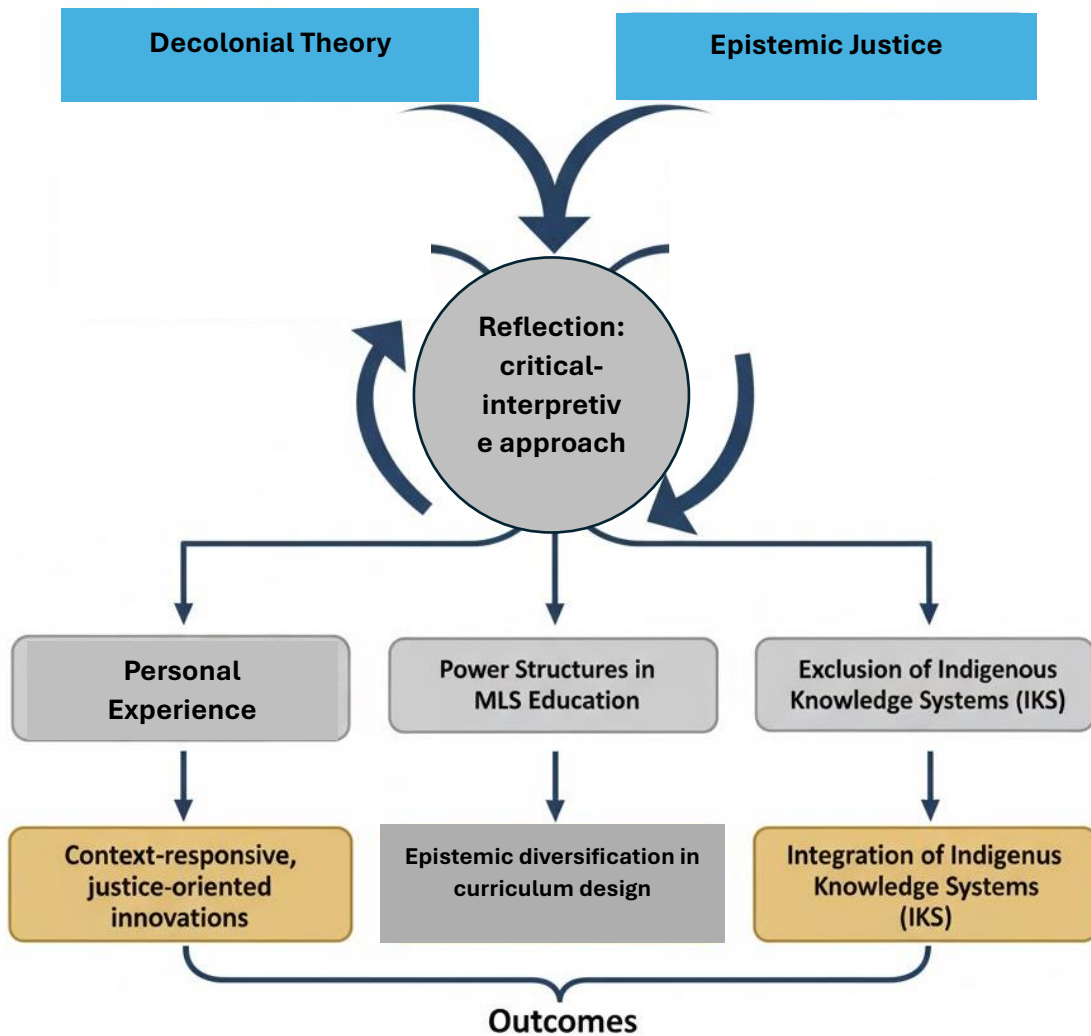 Decolonial Theory
Epistemic Justice
Reflection:
critical-
interpretiv
e approach
Personal
Experience
Power Structures in
MLS Education
Exclusion of Indigenous
Knowledge Systems (IKS)
Context-responsive,
justice-oriented
innovations
Epistemic diversification in
curriculum design
Integration of Indigenus
Knowledge Systems
(IKS)
Outcomes